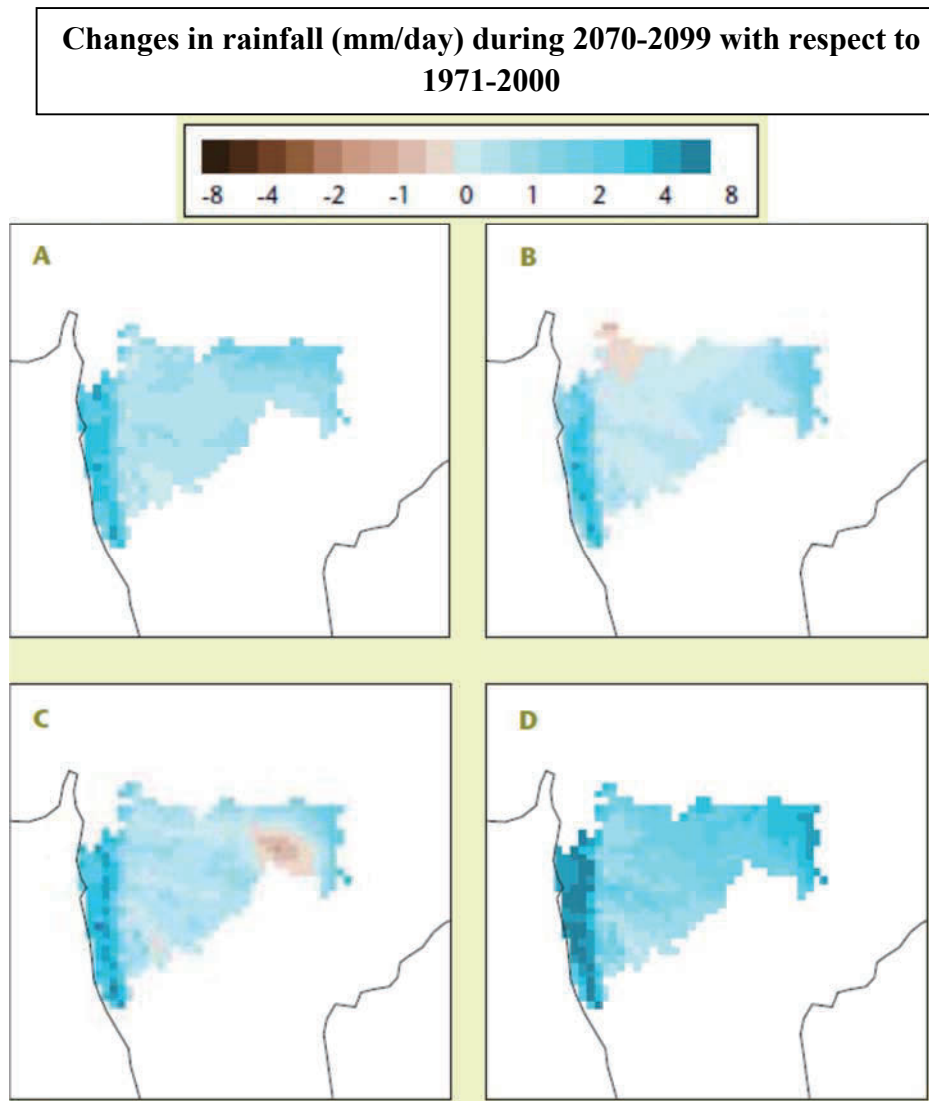 Changes in rainfall (mm/day) during 2070-2099 with respect to
1971-2000
-8 -4 -2 -1 0 1 2 4 8
A
B
C
D